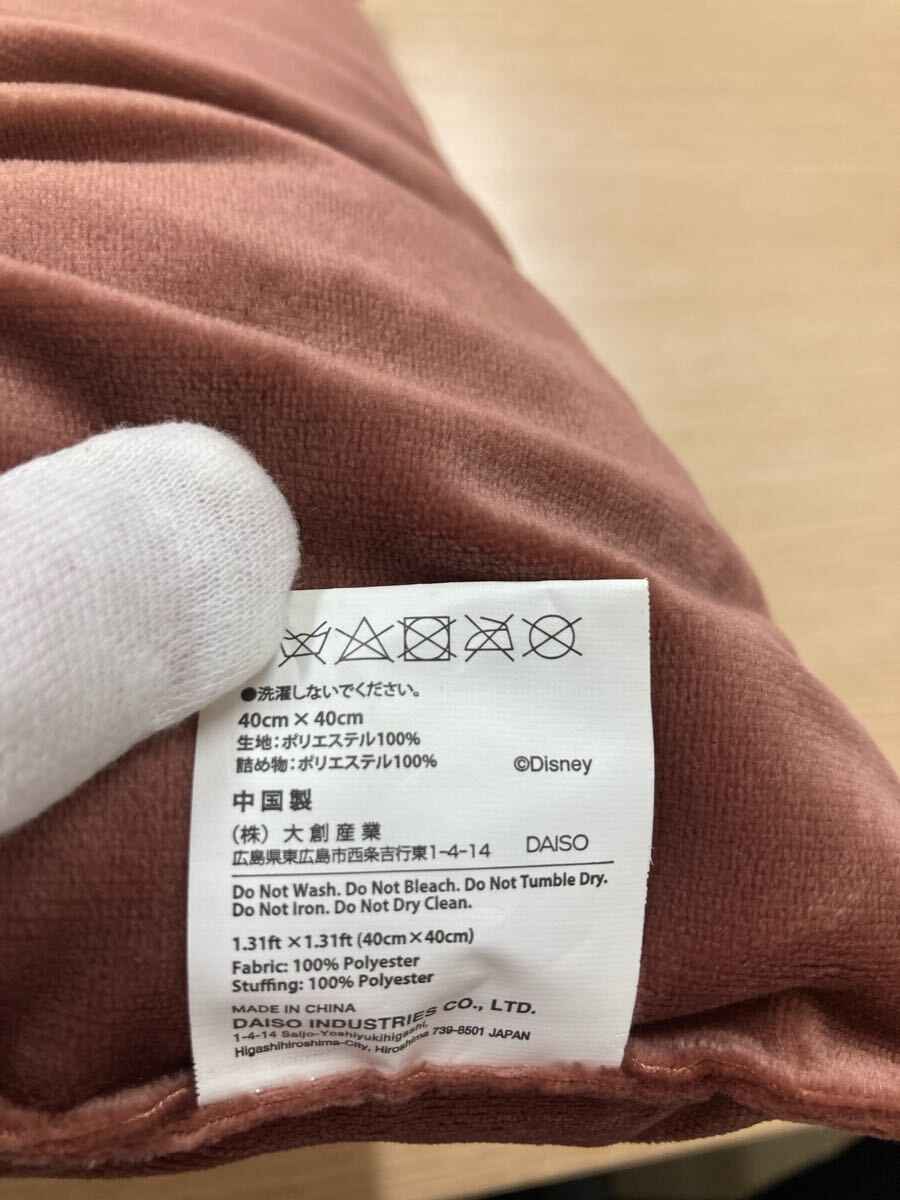 ●洗濯しないでください。
40cm × 40cm
生地:ポリエステル100%
詰め物:ポリエステル100%
©Disney
中国製
(株) 大創産業
広島県東広島市西条吉行東1-4-14
DAISO
Do Not Wash. Do Not Bleach. Do Not Tumble Dry.
Do Not Iron. Do Not Dry Clean.
1.31ft ×1.31ft (40cm×40cm)
Fabric: 100% Polyester
Stuffing: 100% Polyester
MADE IN CHINA
DAISO INDUSTRIES CO., LTD.
1-4-14 Saijo-Yoshiyukihigashi,
Higashihiroshima-City, Hiroshima 739-8501 JAPAN